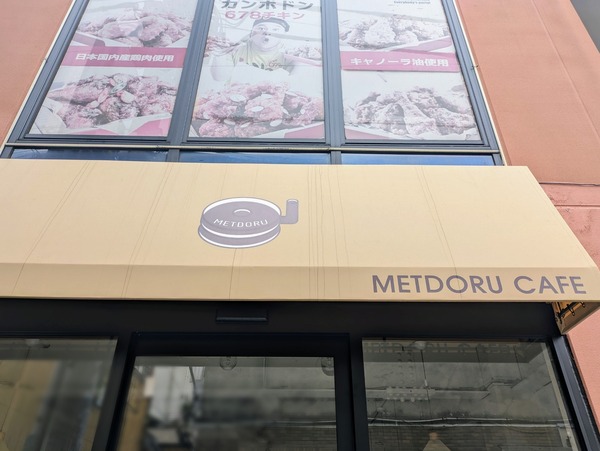 カンホドン
678チキン
日本国内産鶏肉使用
キャノーラ油使用
METDORU
METDORU CAFE